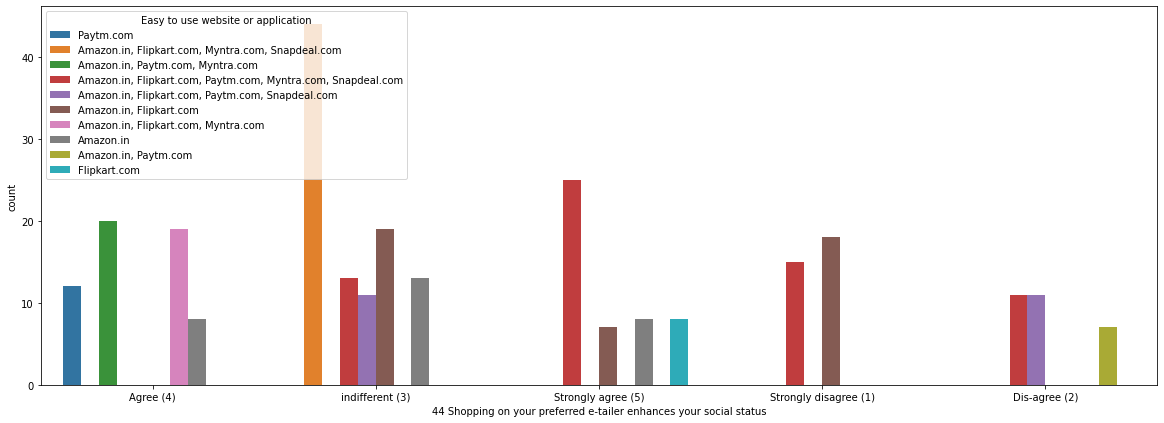 Easy to use website or application
Paytm.com
Amazon.in, Flipkart.com, Myntra.com, Snapdeal.com
Amazon.in, Paytm.com, Myntra.com
Amazon.in, Flipkart.com, Paytm.com, Myntra.com, Snapdeal.com
Amazon.in, Flipkart.com, Paytm.com, Snapdeal.com
Amazon.in, Flipkart.com
Amazon.in, Flipkart.com, Myntra.com
Amazon.in
Amazon.in, Paytm.com
Flipkart.com
40
30
20
10
0
count
Agree (4) indifferent (3) Strongly agree (5) Strongly disagree (1) Dis-agree (2)
44 Shopping on your preferred e-tailer enhances your social status